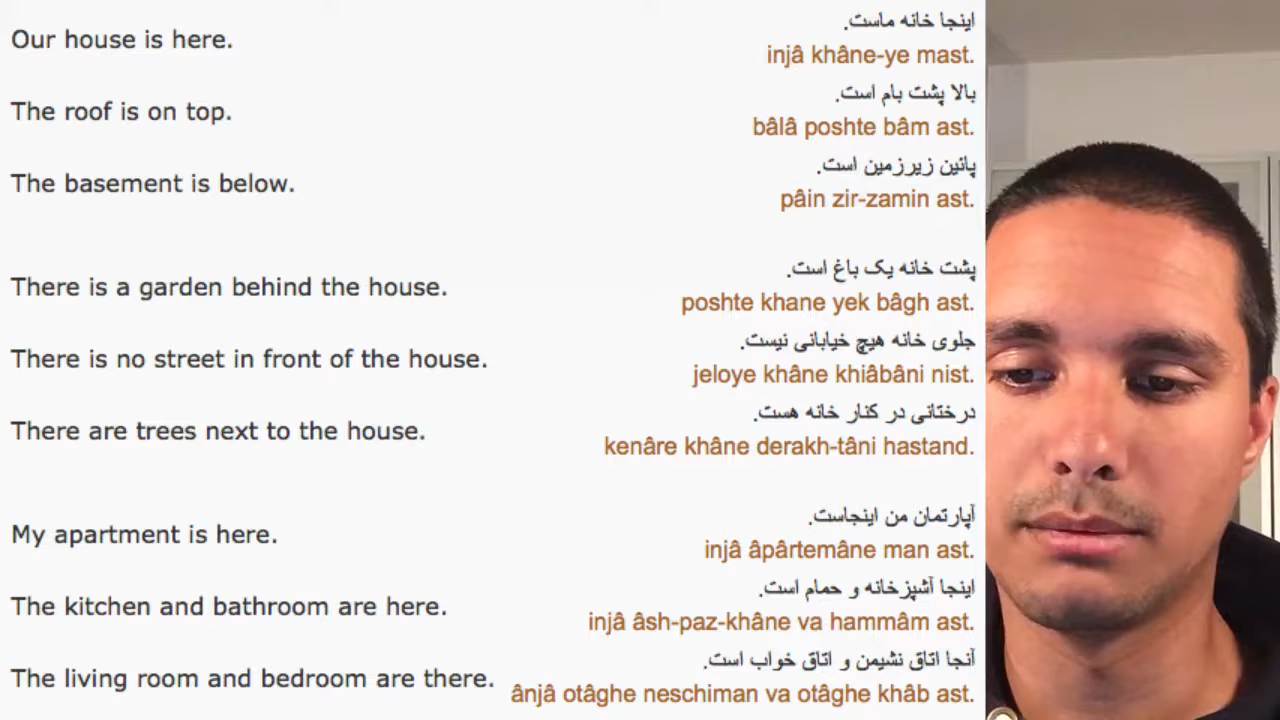 Our house is here.
اینجا خانه ماست.
injâ khâne-ye mast.
The roof is on top.
بالا پشت بام است.
bâlâ poshte bâm ast.
The basement is below.
پائین زیرزمین است.
pâin zir-zamin ast.
There is a garden behind the house.
پشت خانه یک باغ است.
poshte khane yek bâgh ast.
There is no street in front of the house.
جلوی خانه هیچ خیابانی نیست.
jeloye khâne khiâbâni nist.
There are trees next to the house.
درختانی در کنار خانه هست.
kenâre khâne derakh-tâni hastand.
My apartment is here.
آپارتمان من اینجاست.
injâ âpârtemâne man ast.
The kitchen and bathroom are here.
اینجا آشپزخانه و حمام است.
injâ âsh-paz-khâne va hammâm ast.
The living room and bedroom are there.
آنجا اتاق نشیمن و اتاق خواب است.
ânjâ otâghe neschiman va otâghe khâb ast.